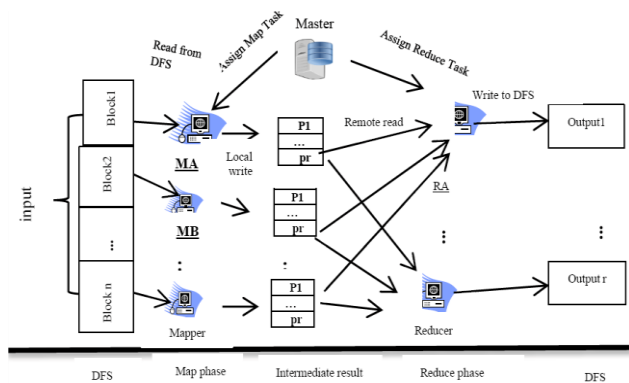 Master
Read from
DFS
Assign Map Task
Assign Reduce Task
Write to DFS
input
Block1
Block2
...
Block n
MA
Local
write
MB
:
Mapper
P1
...
pr
P1
...
pr
:
P1
...
pr
Remote read
RA
⋮
Reducer
Output1
⋮
Output r
DFS
Map phase
Intermediate result
Reduce phase
DFS